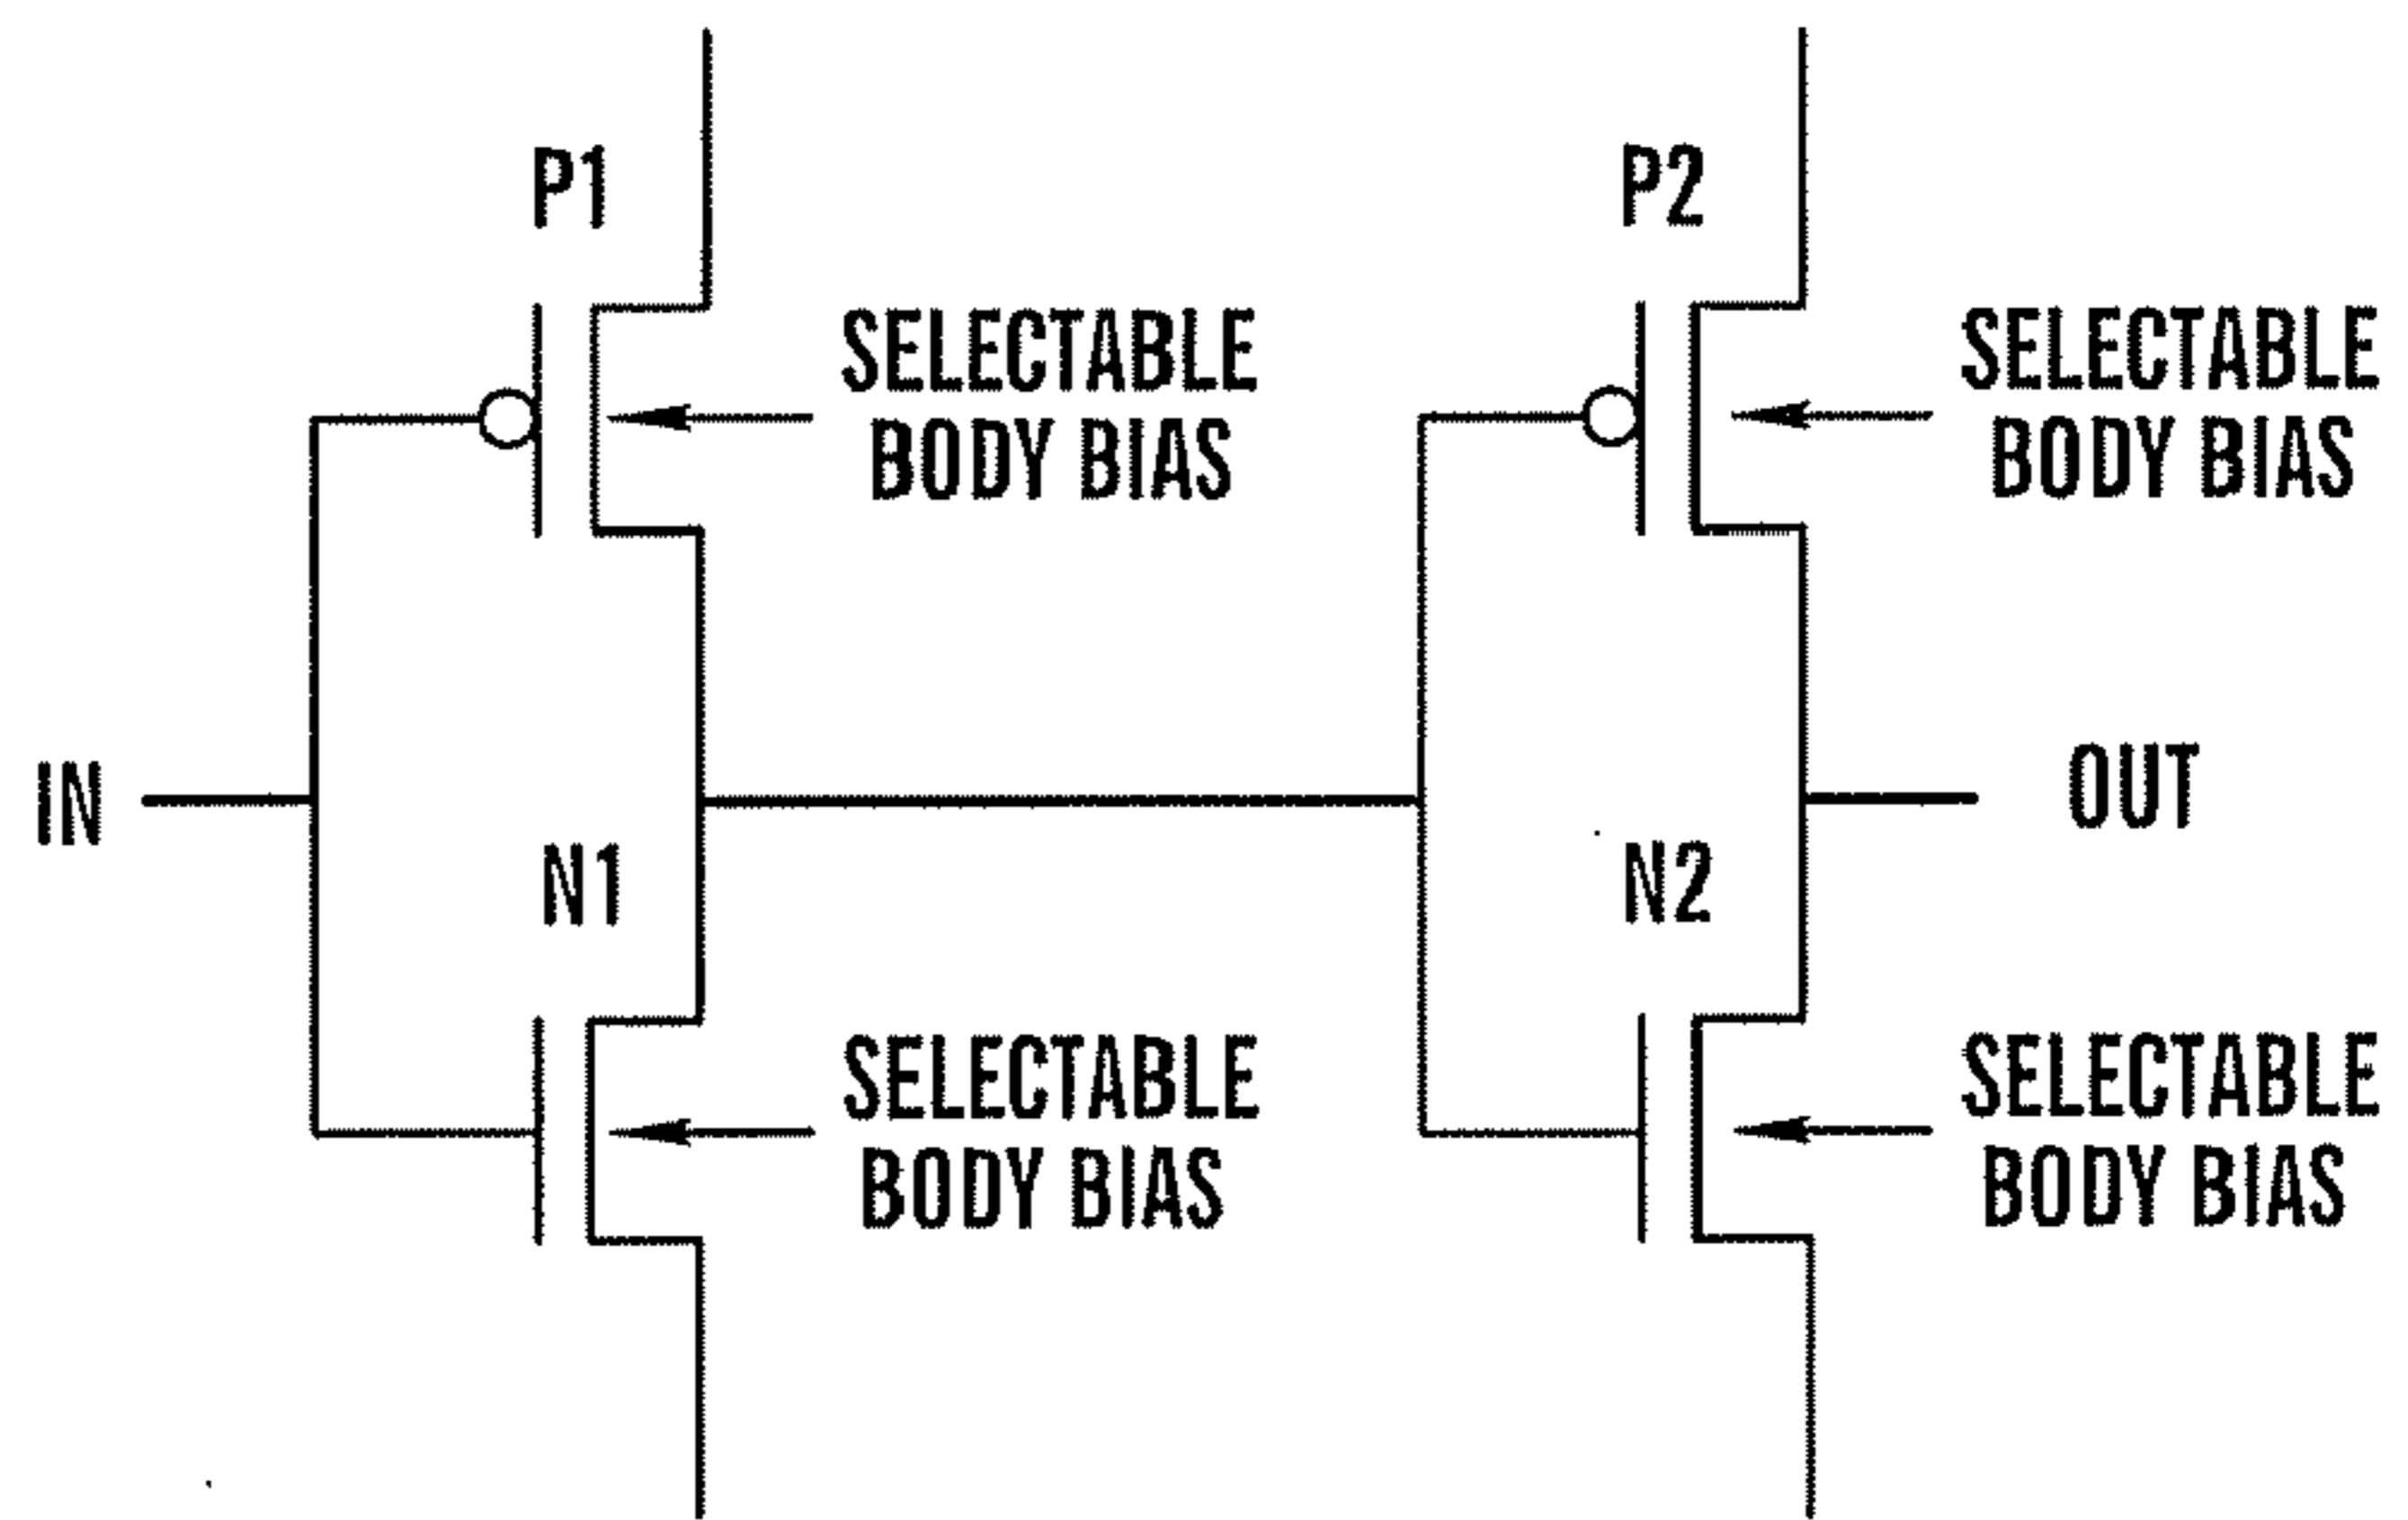 P1
P2
SELECTABLE
BODY BIAS
SELECTABLE
BODY BIAS
IN
OUT
N1
N2
SELECTABLE
BODY BIAS
SELECTABLE
BODY BIAS